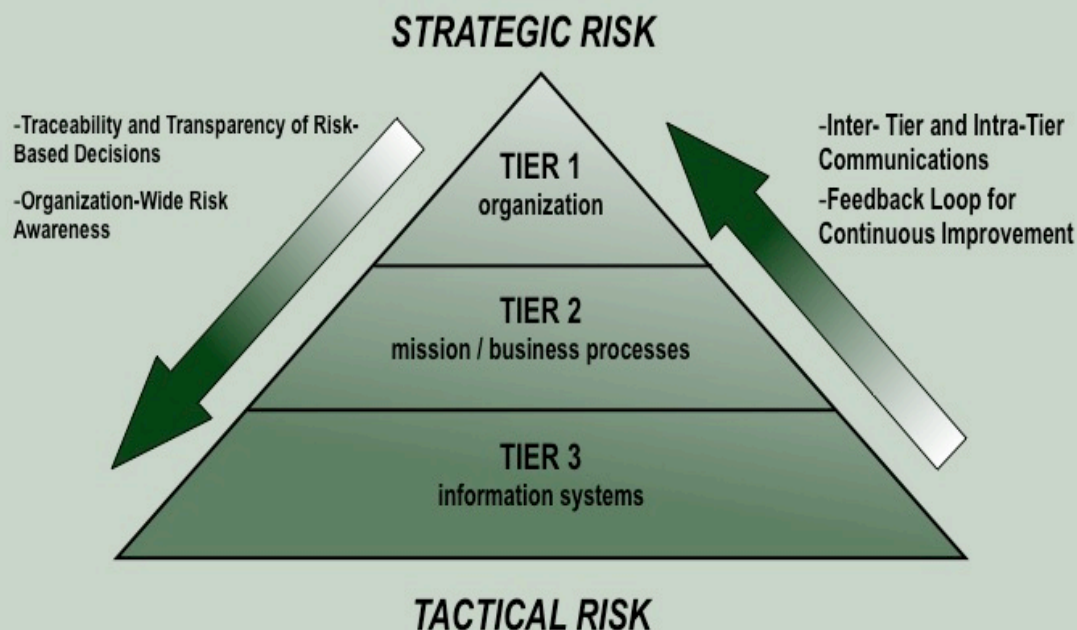 STRATEGIC RISK
-Traceability and Transparency of Risk-
Based Decisions
-Organization-Wide Risk
Awareness
TIER 1
organization
-Inter- Tier and Intra-Tier
Communications
-Feedback Loop for
Continuous Improvement
TIER 2
mission / business processes
TIER 3
information systems
TACTICAL RISK